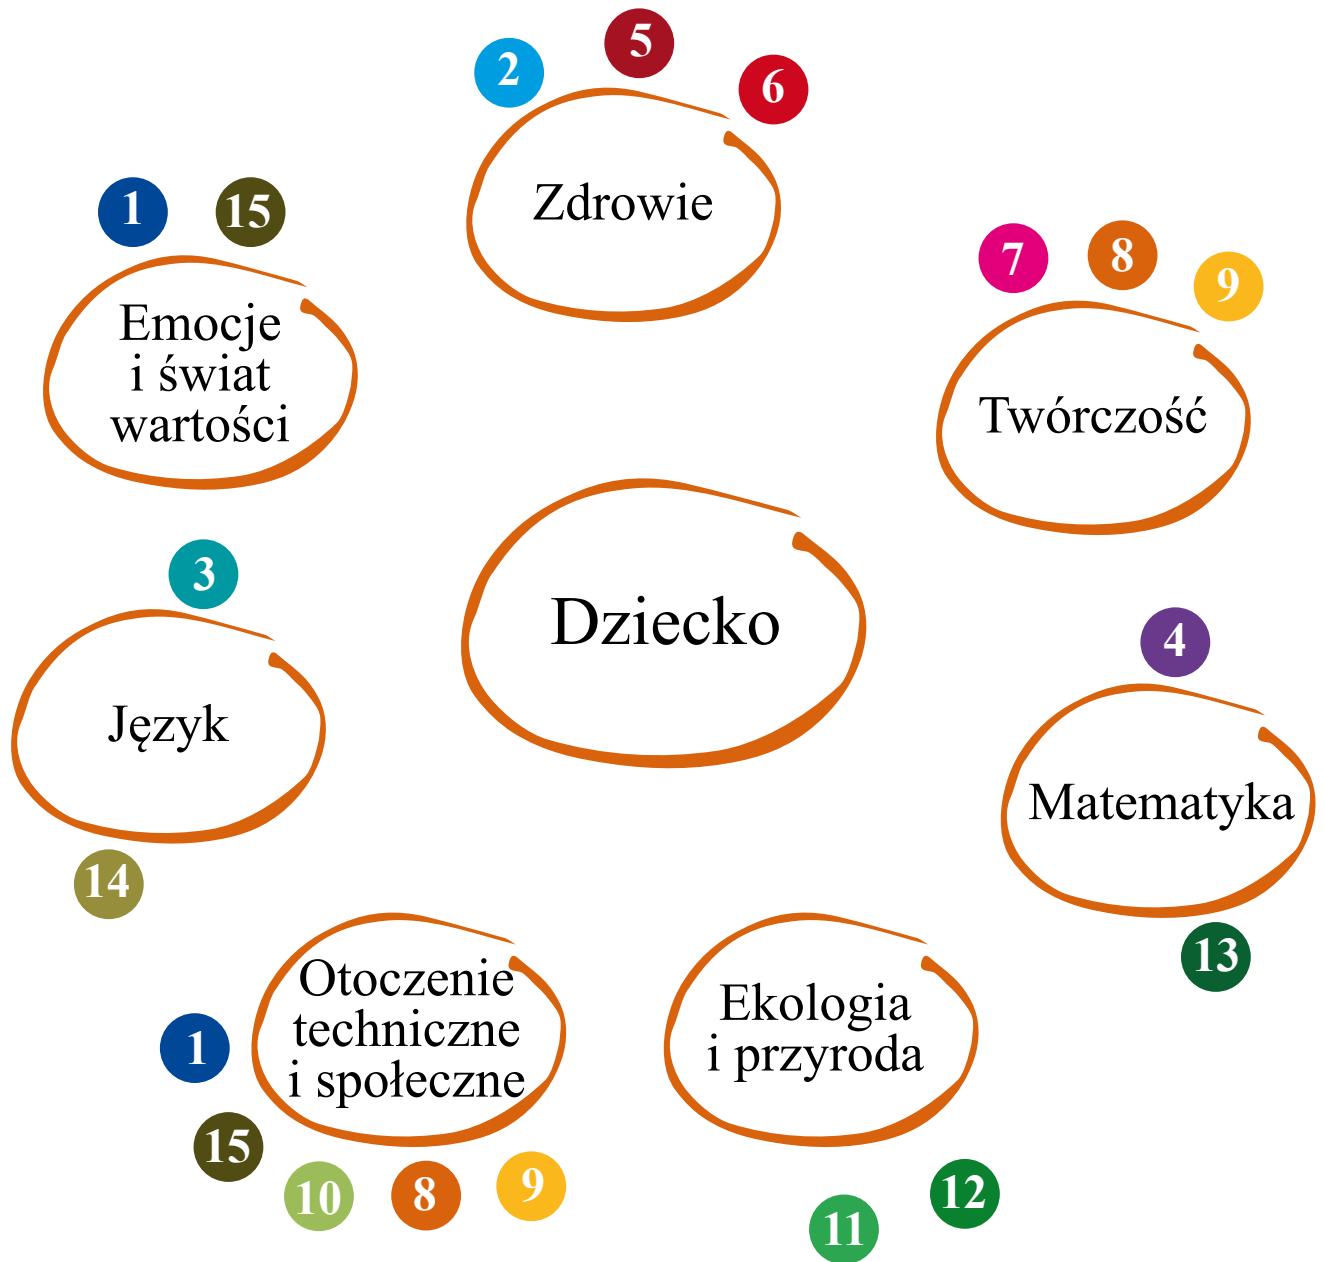 2
5
6
Zdrowie
1
15
Emocje
i świat
wartości
7
8
9
Twórczość
3
Język
14
Dziecko
4
Matematyka
13
Otoczenie
techniczne
i społeczne
1
15
10
8
9
Ekologia
i przyroda
11
12